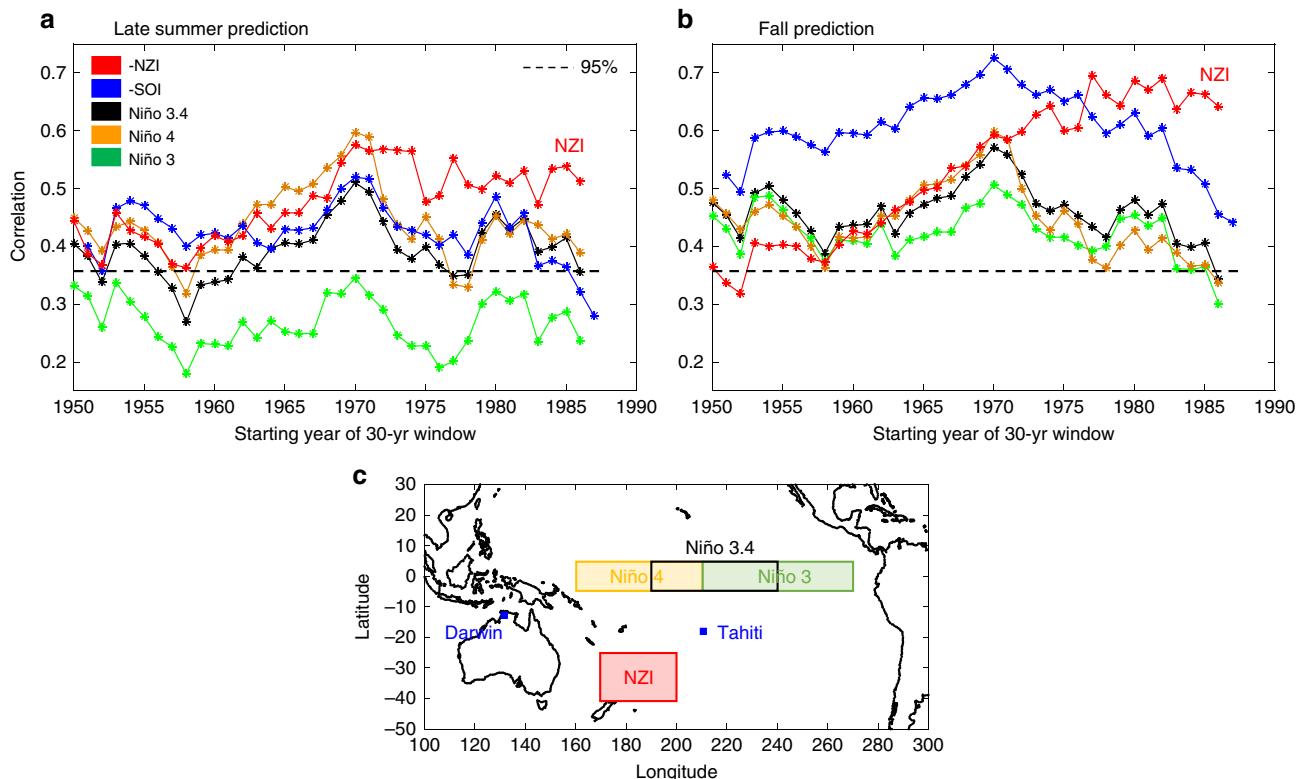 a
Late summer prediction
0.7
0.6
0.5
0.4
0.3
0.2
Correlation
-NZI
-SOI
Niño 3.4
Niño 4
Niño 3
95%
NZI
1950 1955 1960 1965 1970 1975 1980 1985 1990
Starting year of 30-yr window
b
Fall prediction
0.7
0.6
0.5
0.4
0.3
0.2
NZI
1950 1955 1960 1965 1970 1975 1980 1985 1990
Starting year of 30-yr window
c
30
20
10
0
−10
−20
−30
−40
−50
Latitude
Niño 3.4
Niño 4
Niño 3
Darwin
Tahiti
NZI
100 120 140 160 180 200 220 240 260 280 300
Longitude